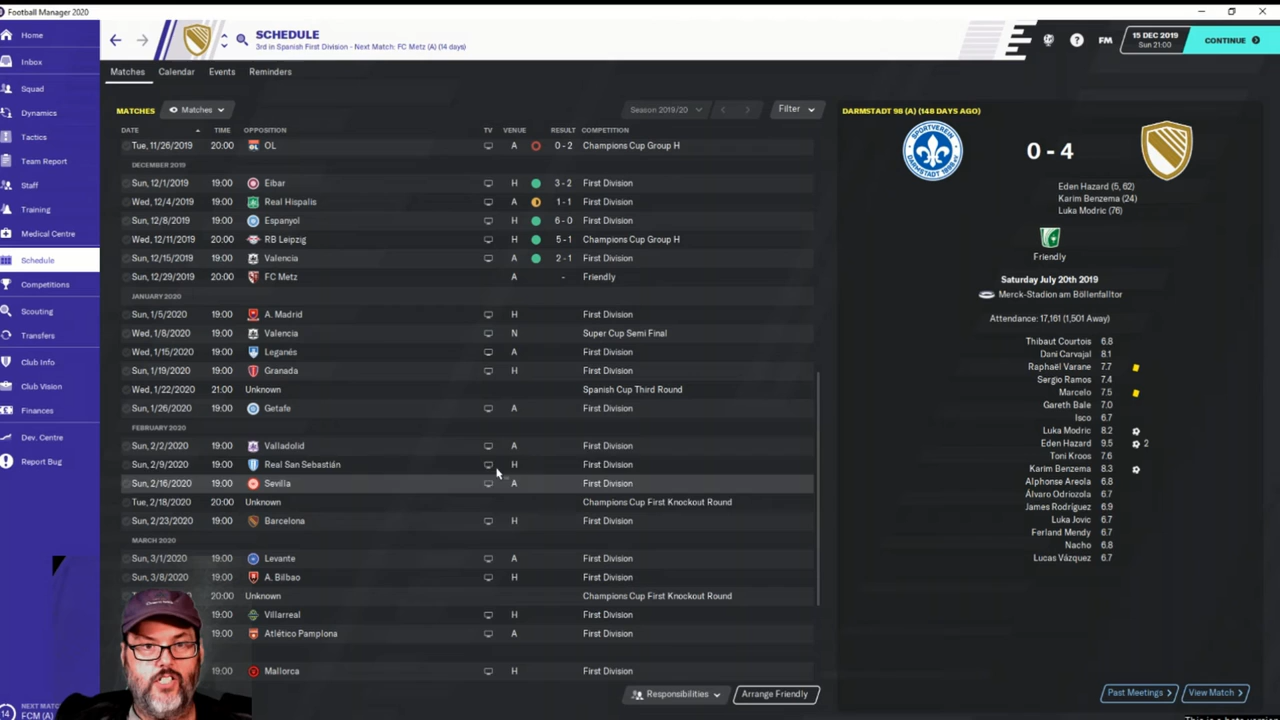 Football Manager 2020
Home
Inbox
Squad
Dynamics
Tactics
Team Report
Staff
Training
Medical Centre
Schedule
Competitions
Scouting
Transfers
Club Info
Club Vision
Finances
Dev. Centre
Report Bug
NEXT MATCH
14 FCM (A)
SCHEDULE
3rd in Spanish First Division - Next Match: FC Metz (A) (14 days)
? FM 15 DEC 2019 Sun 21:00 CONTINUE
Matches Calendar Events Reminders
MATCHES Matches Season 2019/20 Filter
DATE TIME OPPOSITION TV VENUE RESULT COMPETITION
Tue, 11/26/2019 20:00 OL A 0 - 2 Champions Cup Group H
DECEMBER 2019
Sun, 12/1/2019 19:00 Eibar H 3 - 2 First Division
Wed, 12/4/2019 19:00 Real Hispalis A 1 - 1 First Division
Sun, 12/8/2019 19:00 Espanyol H 6 - 0 First Division
Wed, 12/11/2019 20:00 RB Leipzig H 5 - 1 Champions Cup Group H
Sun, 12/15/2019 19:00 Valencia A 2 - 1 First Division
Sun, 12/29/2019 20:00 FC Metz A - Friendly
JANUARY 2020
Sun, 1/5/2020 19:00 A. Madrid H First Division
Wed, 1/8/2020 19:00 Valencia N Super Cup Semi Final
Wed, 1/15/2020 19:00 Leganés A First Division
Sun, 1/19/2020 19:00 Granada H First Division
Wed, 1/22/2020 21:00 Unknown Spanish Cup Third Round
Sun, 1/26/2020 19:00 Getafe A First Division
FEBRUARY 2020
Sun, 2/2/2020 19:00 Valladolid A First Division
Sun, 2/9/2020 19:00 Real San Sebastián H First Division
Sun, 2/16/2020 19:00 Sevilla A First Division
Tue, 2/18/2020 20:00 Unknown Champions Cup First Knockout Round
Sun, 2/23/2020 19:00 Barcelona H First Division
MARCH 2020
Sun, 3/1/2020 19:00 Levante A First Division
Sun, 3/8/2020 19:00 A. Bilbao H First Division
20:00 Unknown Champions Cup First Knockout Round
19:00 Villarreal H First Division
19:00 Atlético Pamplona A First Division
19:00 Mallorca H First Division
Responsibilities Arrange Friendly
DARMSTADT 98 (A) (148 DAYS AGO)
0 - 4
Eden Hazard (5, 62)
Karim Benzema (24)
Luka Modric (76)
Friendly
Saturday July 20th 2019
Merck-Stadion am Böllenfalltor
Attendance: 17,161 (1,501 Away)
Thibaut Courtois 6.8
Dani Carvajal 8.1
Raphaël Varane 7.7
Sergio Ramos 7.4
Marcelo 7.5
Gareth Bale 7.0
Isco 6.7
Luka Modric 8.2
Eden Hazard 9.5 2
Toni Kroos 7.6
Karim Benzema 8.3
Alphonse Areola 6.8
Álvaro Odriozola 6.7
James Rodríguez 6.9
Luka Jovic 6.7
Ferland Mendy 6.7
Nacho 6.8
Lucas Vázquez 6.7
Past Meetings > View Match >